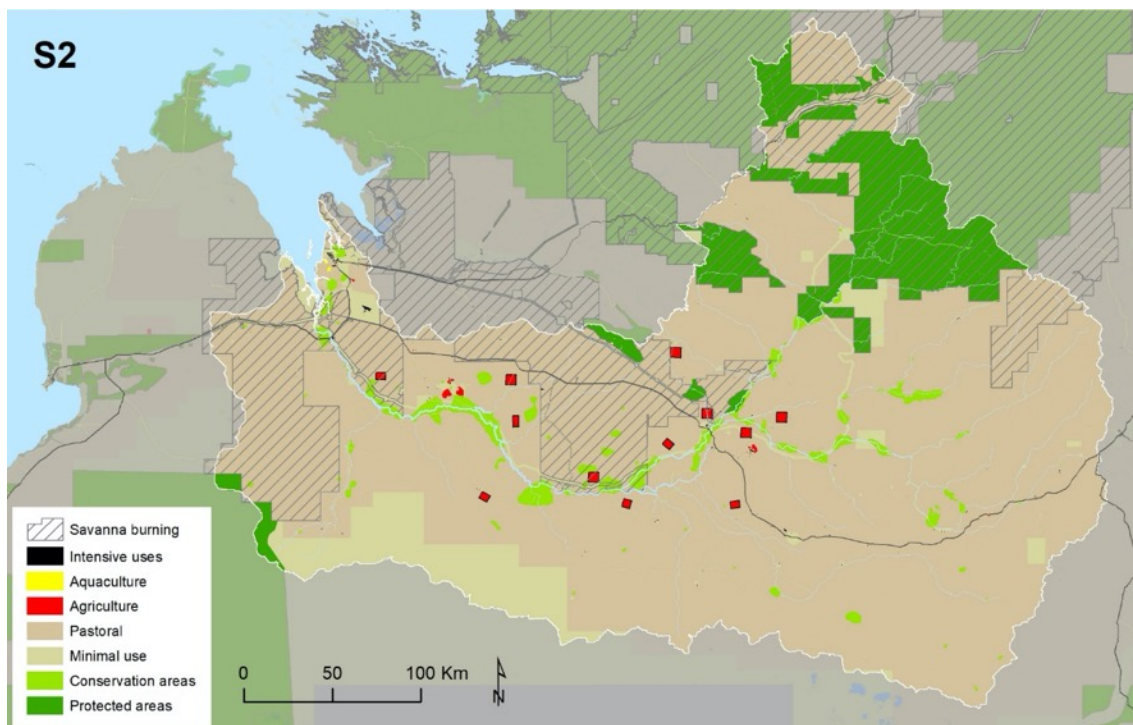 S2
Savanna burning
Intensive uses
Aquaculture
Agriculture
Pastoral
Minimal use
Conservation areas
Protected areas
0 50 100 Km
N